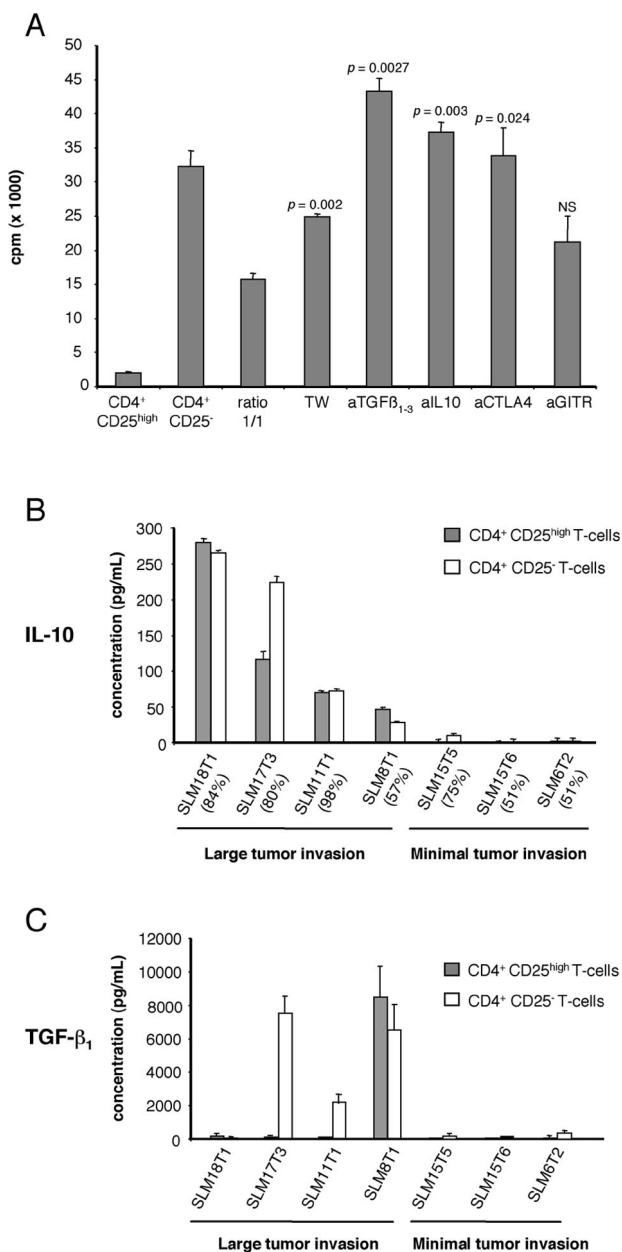 A
cpm (x 1000)
50
45
40
35
30
25
20
15
10
5
0
p = 0.002
p = 0.0027
p = 0.003
p = 0.024
NS
CD4⁺ CD25ʰⁱᵍʰ
CD4⁺ CD25⁻
ratio 1/1
TW
aTGFß₁₋₃
aIL10
aCTLA4
aGITR
B
IL-10
concentration (pg/mL)
300
250
200
150
100
50
0
CD4⁺ CD25ʰⁱᵍʰ T-cells
CD4⁺ CD25⁻ T-cells
SLM18T1 (84%)
SLM17T3 (80%)
SLM11T1 (98%)
SLM8T1 (57%)
SLM15T5 (75%)
SLM15T6 (51%)
SLM6T2 (51%)
Large tumor invasion
Minimal tumor invasion
C
TGF-β₁
concentration (pg/mL)
12000
10000
8000
6000
4000
2000
0
CD4⁺ CD25ʰⁱᵍʰ T-cells
CD4⁺ CD25⁻ T-cells
SLM18T1
SLM17T3
SLM11T1
SLM8T1
SLM15T5
SLM15T6
SLM6T2
Large tumor invasion
Minimal tumor invasion